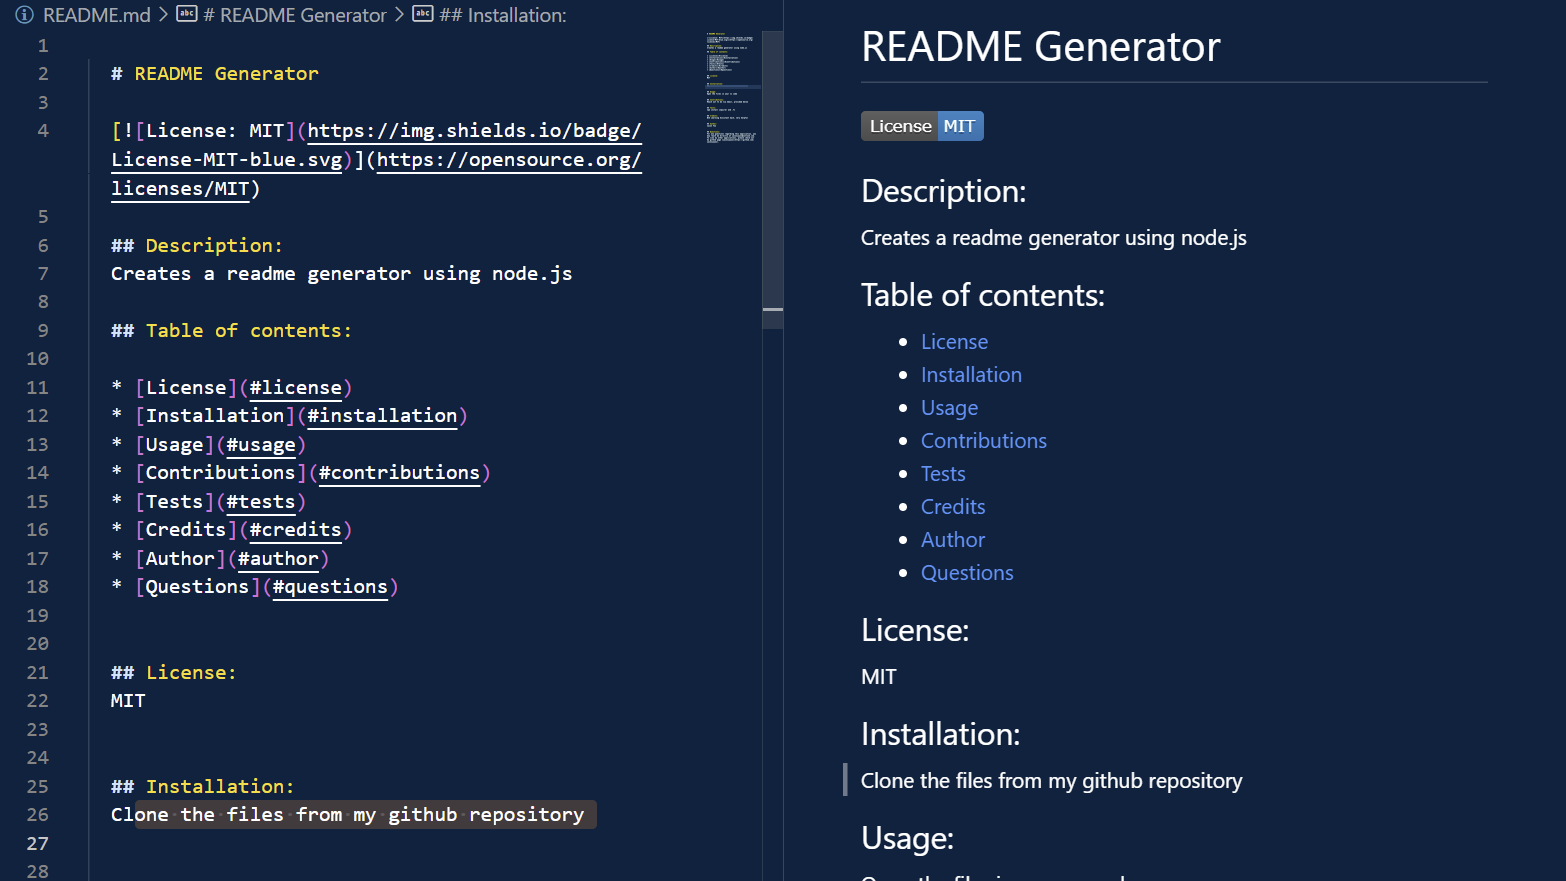 README.md > # README Generator > ## Installation:
1
2 # README Generator
3
4 [![License: MIT](https://img.shields.io/badge/
License-MIT-blue.svg)](https://opensource.org/
licenses/MIT)
5
6 ## Description:
7 Creates a readme generator using node.js
8
9 ## Table of contents:
10
11 * [License](#license)
12 * [Installation](#installation)
13 * [Usage](#usage)
14 * [Contributions](#contributions)
15 * [Tests](#tests)
16 * [Credits](#credits)
17 * [Author](#author)
18 * [Questions](#questions)
19
20
21 ## License:
22 MIT
23
24
25 ## Installation:
26 Clone the files from my github repository
27
28
README Generator
License MIT
Description:
Creates a readme generator using node.js
Table of contents:
License
Installation
Usage
Contributions
Tests
Credits
Author
Questions
License:
MIT
Installation:
Clone the files from my github repository
Usage: